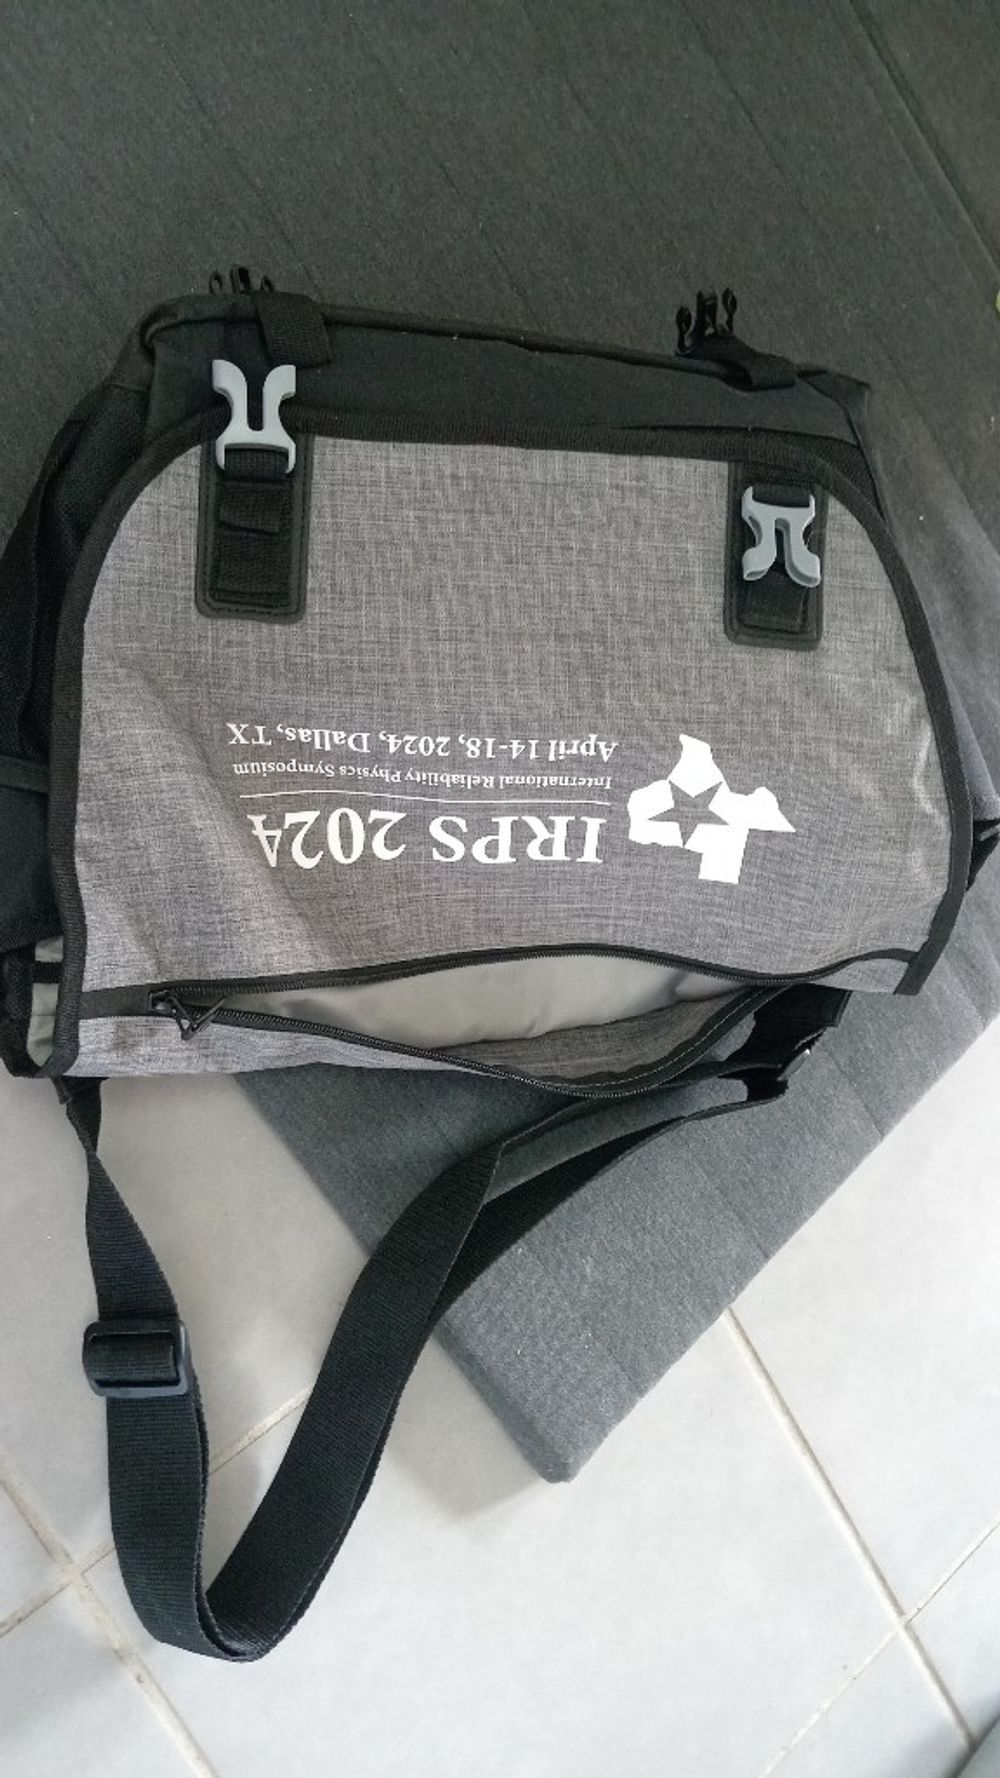 IRPS 2024
International Reliability Physics Symposium
April 14-18, 2024, Dallas, TX